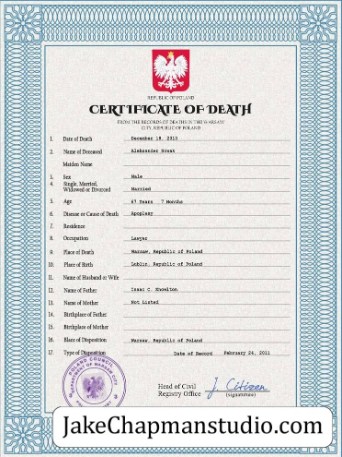 REPUBLIC OF POLAND
CERTIFICATE OF DEATH
FROM THE RECORDS OF DEATHS IN THE WARSAW
CITY, REPUBLIC OF POLAND
1. Date of Death December 18, 2010
2. Name of Deceased
Maiden Name
3. Sex Male
4. Single, Married, Widowed or Divorced Married
5. Age 67 Years 7 Months
6. Disease or Cause of Death Apoplexy
7. Residence
8. Occupation Lawyer
9. Place of Death Warsaw, Republic of Poland
10. Place of Birth Lublin, Republic of Poland
11. Name of Husband or Wife
12. Name of Father Isaac C.
13. Name of Mother Not Listed
14. Birthplace of Father
15. Birthplace of Mother
16. Place of Disposition Warsaw, Republic of Poland
17. Type of Disposition Date of Record February 24, 2011
Head of Civil
Registry Office J. Citizen
(signature)
JakeChapmanstudio.com